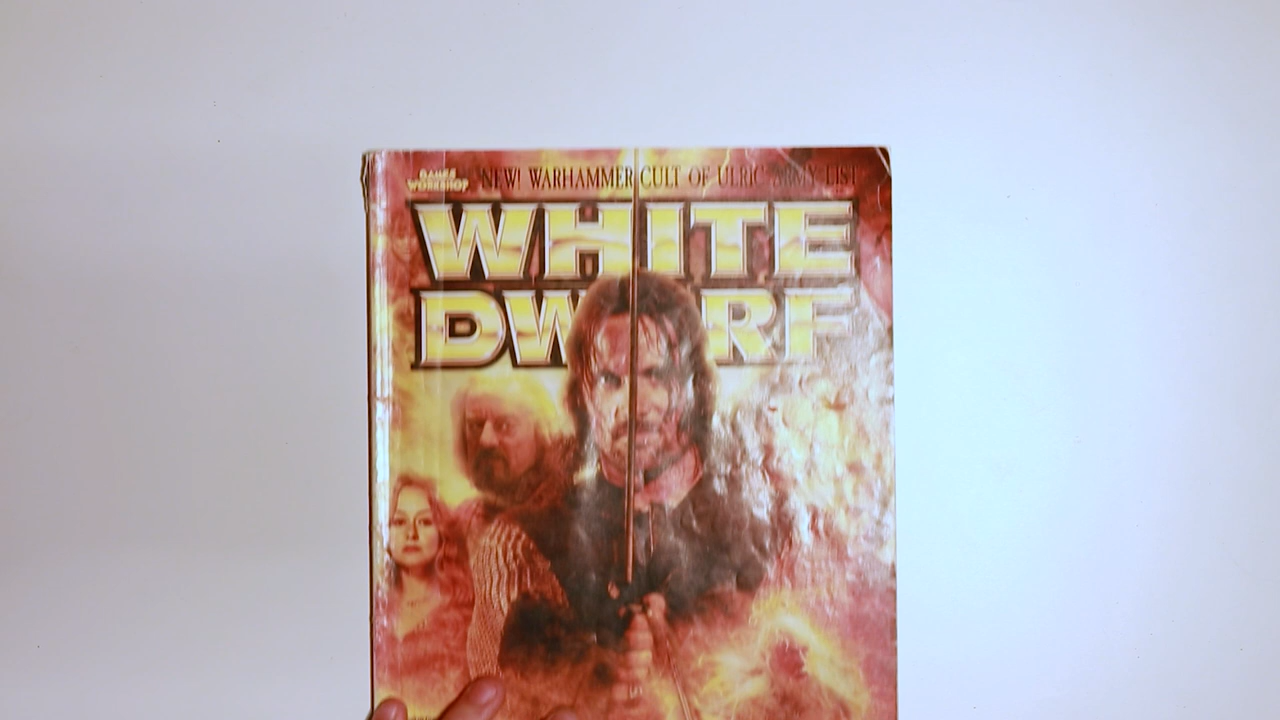 GAMES
WORKSHOP
NEW! WARHAMMER CULT OF ULRIC ARMY LIST
WHITE
DWARF